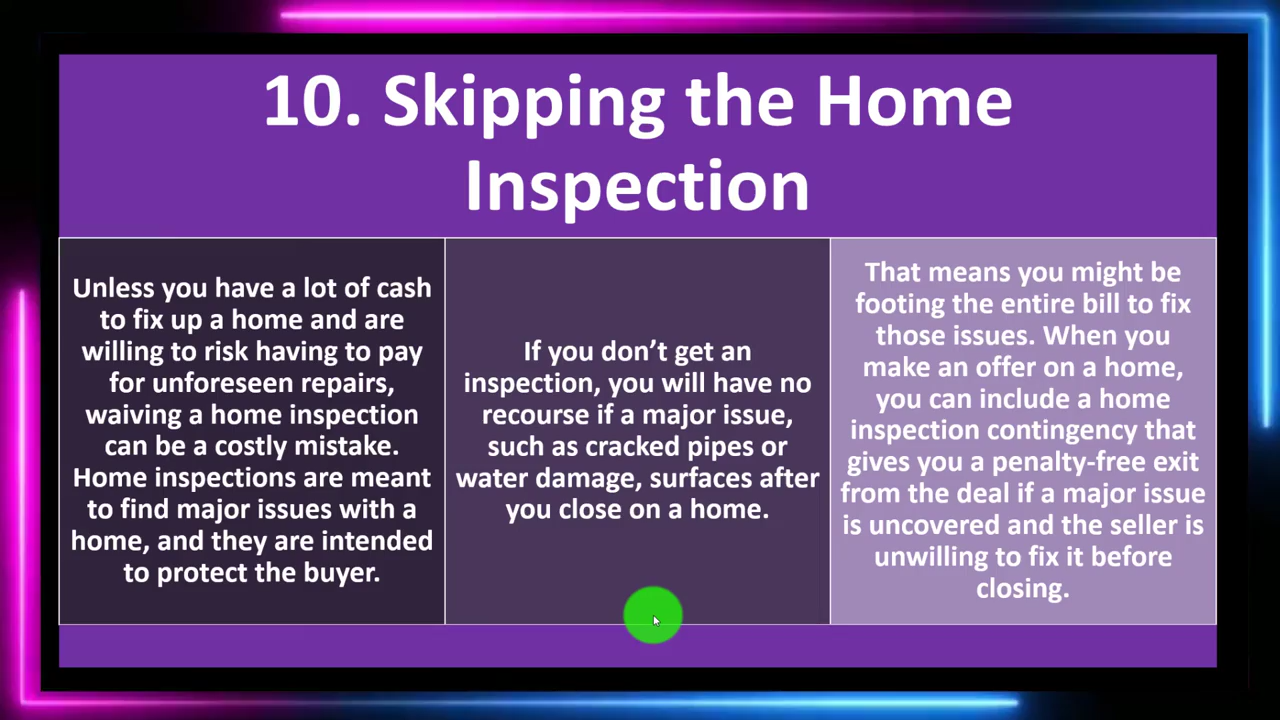 10. Skipping the Home
Inspection
Unless you have a lot of cash
to fix up a home and are
willing to risk having to pay
for unforeseen repairs,
waiving a home inspection
can be a costly mistake.
Home inspections are meant
to find major issues with a
home, and they are intended
to protect the buyer.
If you don’t get an
inspection, you will have no
recourse if a major issue,
such as cracked pipes or
water damage, surfaces after
you close on a home.
That means you might be
footing the entire bill to fix
those issues. When you
make an offer on a home,
you can include a home
inspection contingency that
gives you a penalty-free exit
from the deal if a major issue
is uncovered and the seller is
unwilling to fix it before
closing.